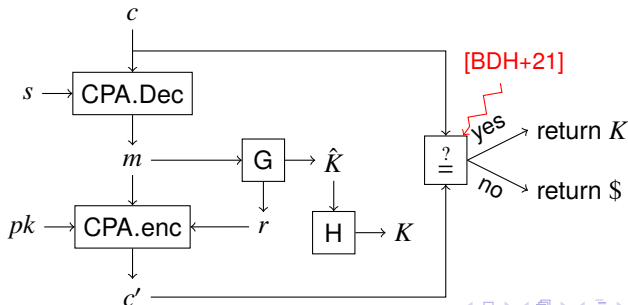 c
[BDH+21]
s CPA.Dec
yes return K
m G K̂ ≟
no return $
pk CPA.enc r H K
c′